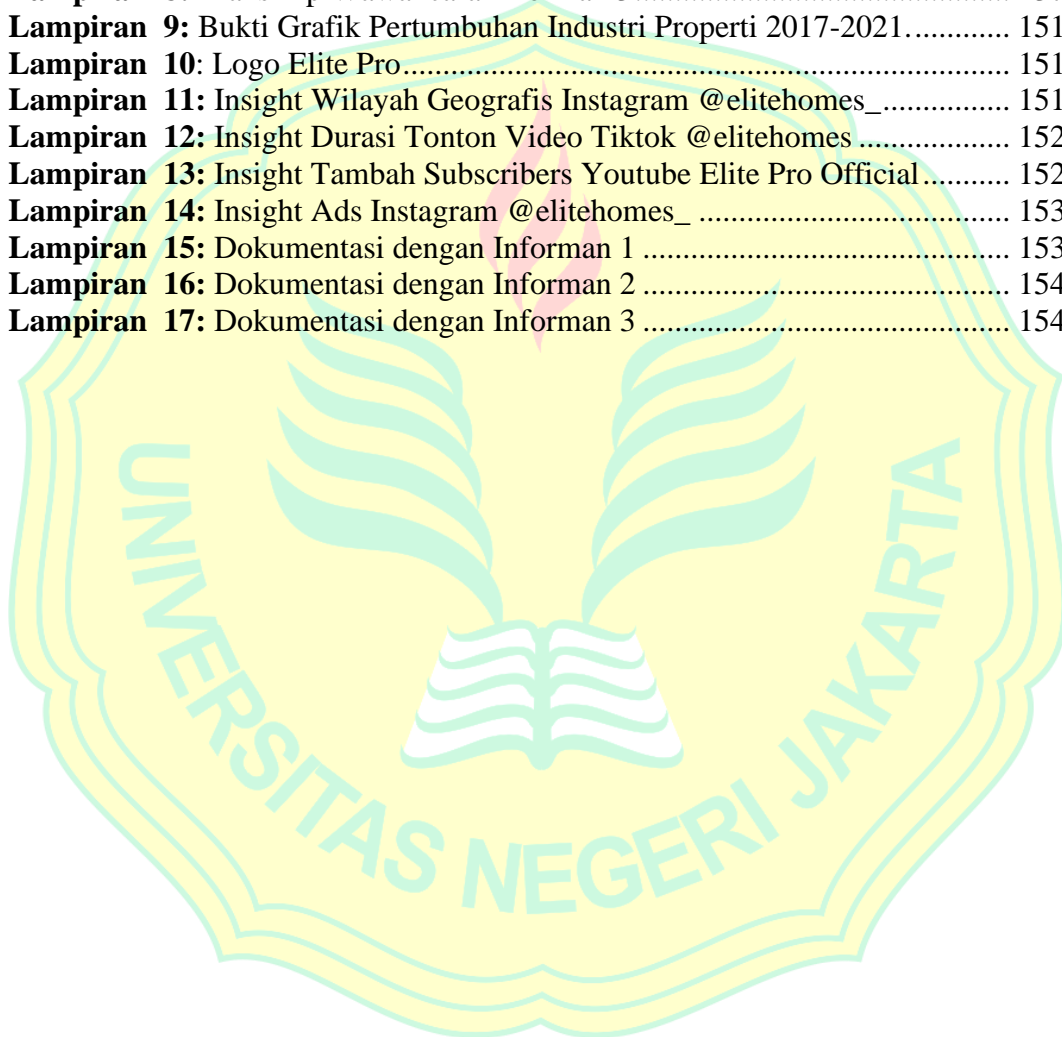 Lampiran 9: Bukti Grafik Pertumbuhan Industri Properti 2017-2021............. 151
Lampiran 10: Logo Elite Pro.............................................................................. 151
Lampiran 11: Insight Wilayah Geografis Instagram @elitehomes_................ 151
Lampiran 12: Insight Durasi Tonton Video Tiktok @elitehomes ................... 152
Lampiran 13: Insight Tambah Subscribers Youtube Elite Pro Official........... 152
Lampiran 14: Insight Ads Instagram @elitehomes_ ........................................ 153
Lampiran 15: Dokumentasi dengan Informan 1 ............................................... 153
Lampiran 16: Dokumentasi dengan Informan 2 ............................................... 154
Lampiran 17: Dokumentasi dengan Informan 3 ............................................... 154
UNIVERSITAS NEGERI JAKARTA